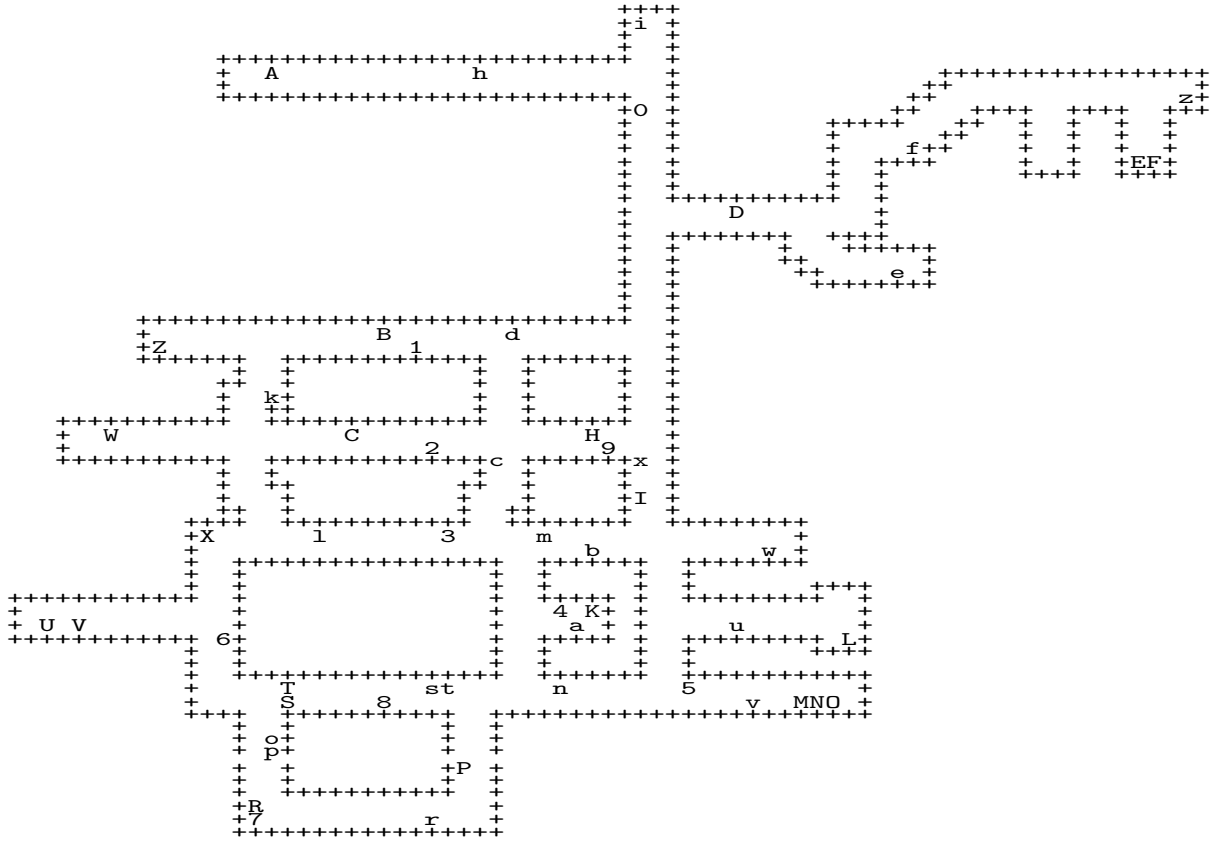 ++++
+i +
+ +
+ +
++++++++++++++++++++++++++ +
+ A h + +++++++++++++++++
+ + ++ +
++++++++++++++++++++++++++ + ++ z+
+O + ++ ++++ ++++ +++
+ + +++++ ++ + + + +
+ + + ++ + + + +
+ + + f++ + + + +
+ + + ++++ + + +EF+
+ + + + ++++ ++++
+ + + +
+ +++++++++++ +
+ D +
+ +
+ ++++++++ ++++
+ + + ++++++
+ + ++ +
+ + ++ e +
+ + ++++++++
+ +
+ +
+++++++++++++++++++++++++++++++ +
+ B d +
+Z 1 +
+++++++ +++++++++++++ +++++++ +
+ + + + + +
++ + + + + +
+ k+ + + + +
+ ++ + + + +
+++++++++++ ++++++++++++++ +++++++ +
+ W C H +
+ 2 9 +
+++++++++++ ++++++++++++++c +++++++x +
+ + + + + +
+ ++ ++ + + +
+ + + + +I +
++ + + ++ + +
++++ ++++++++++++ ++++++++ +++++++++
+X l 3 m +
+ b w +
+ +++++++++++++++++ +++++++ ++++++++
+ + + + + +
+ + + + + + ++++
++++++++++++ + + +++++ + +++++++++ +
+ + + 4 K+ + +
+ U V + + a + + u +
++++++++++++ 6+ + +++++ + +++++++++ L+
+ + + + + + ++++
+ + + + + +
+ +++++++++++++++++ +++++++ ++++++++++++
+ T st n 5 +
+ S 8 v MNO +
++++ +++++++++++ ++++++++++++++++++++++++
+ + + +
+ o+ + +
+ p+ + +
+ + +P +
+ + + +
+ +++++++++++ +
+R +
+7 r +
+++++++++++++++++